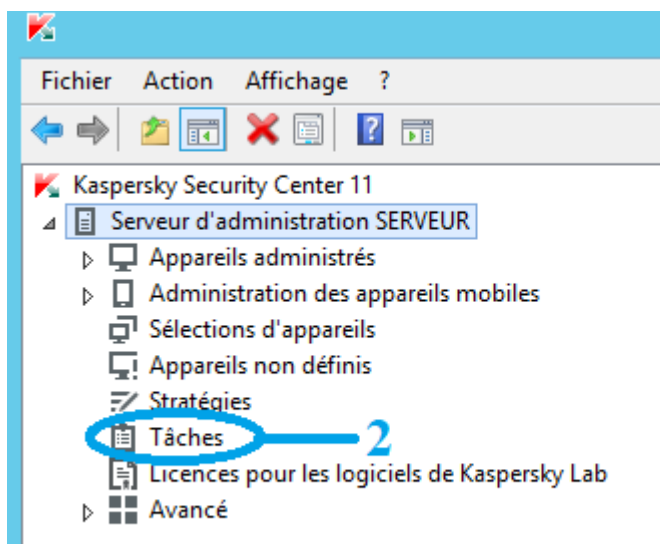 Fichier Action Affichage ?
Kaspersky Security Center 11
Serveur d'administration SERVEUR
Appareils administrés
Administration des appareils mobiles
Sélections d'appareils
Appareils non définis
Stratégies
Tâches 2
Licences pour les logiciels de Kaspersky Lab
Avancé